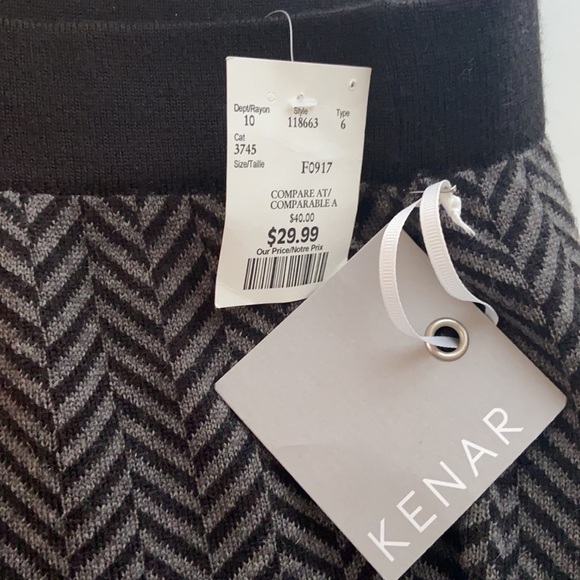 Dept/Rayon Style Type
10 118663 6
Cat
3745
Size/Taille F0917
COMPARE AT/
COMPARABLE A
$40.00
$29.99
Our Price/Notre Prix
KENAR